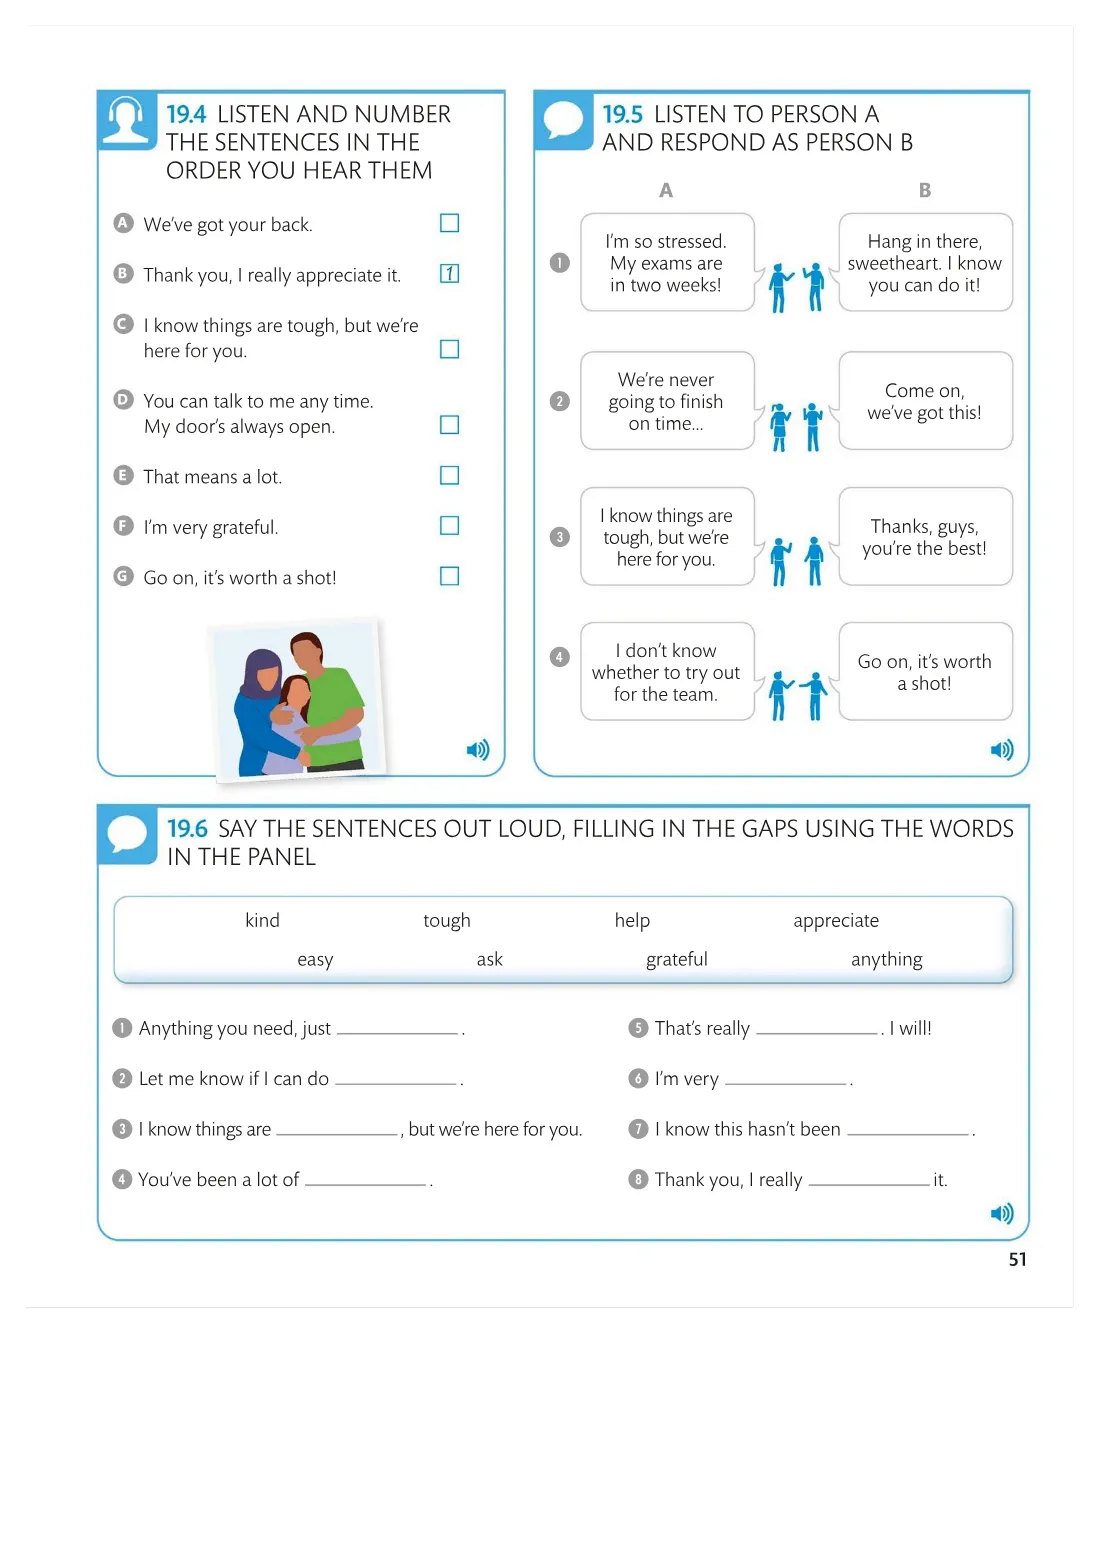 19.4 LISTEN AND NUMBER
THE SENTENCES IN THE
ORDER YOU HEAR THEM
A We've got your back.
B Thank you, I really appreciate it. 1
C I know things are tough, but we're
here for you.
D You can talk to me any time.
My door's always open.
E That means a lot.
F I'm very grateful.
G Go on, it's worth a shot!
19.5 LISTEN TO PERSON A
AND RESPOND AS PERSON B
A
B
1
I'm so stressed.
My exams are
in two weeks!
Hang in there,
sweetheart. I know
you can do it!
2
We're never
going to finish
on time...
Come on,
we've got this!
3
I know things are
tough, but we're
here for you.
Thanks, guys,
you're the best!
4
I don't know
whether to try out
for the team.
Go on, it's worth
a shot!
19.6 SAY THE SENTENCES OUT LOUD, FILLING IN THE GAPS USING THE WORDS
IN THE PANEL
kind tough help appreciate
easy ask grateful anything
1 Anything you need, just ____________ .
2 Let me know if I can do ____________ .
3 I know things are ____________ , but we're here for you.
4 You've been a lot of ____________ .
5 That's really ____________ . I will!
6 I'm very ____________ .
7 I know this hasn't been ____________ .
8 Thank you, I really ____________ it.
51